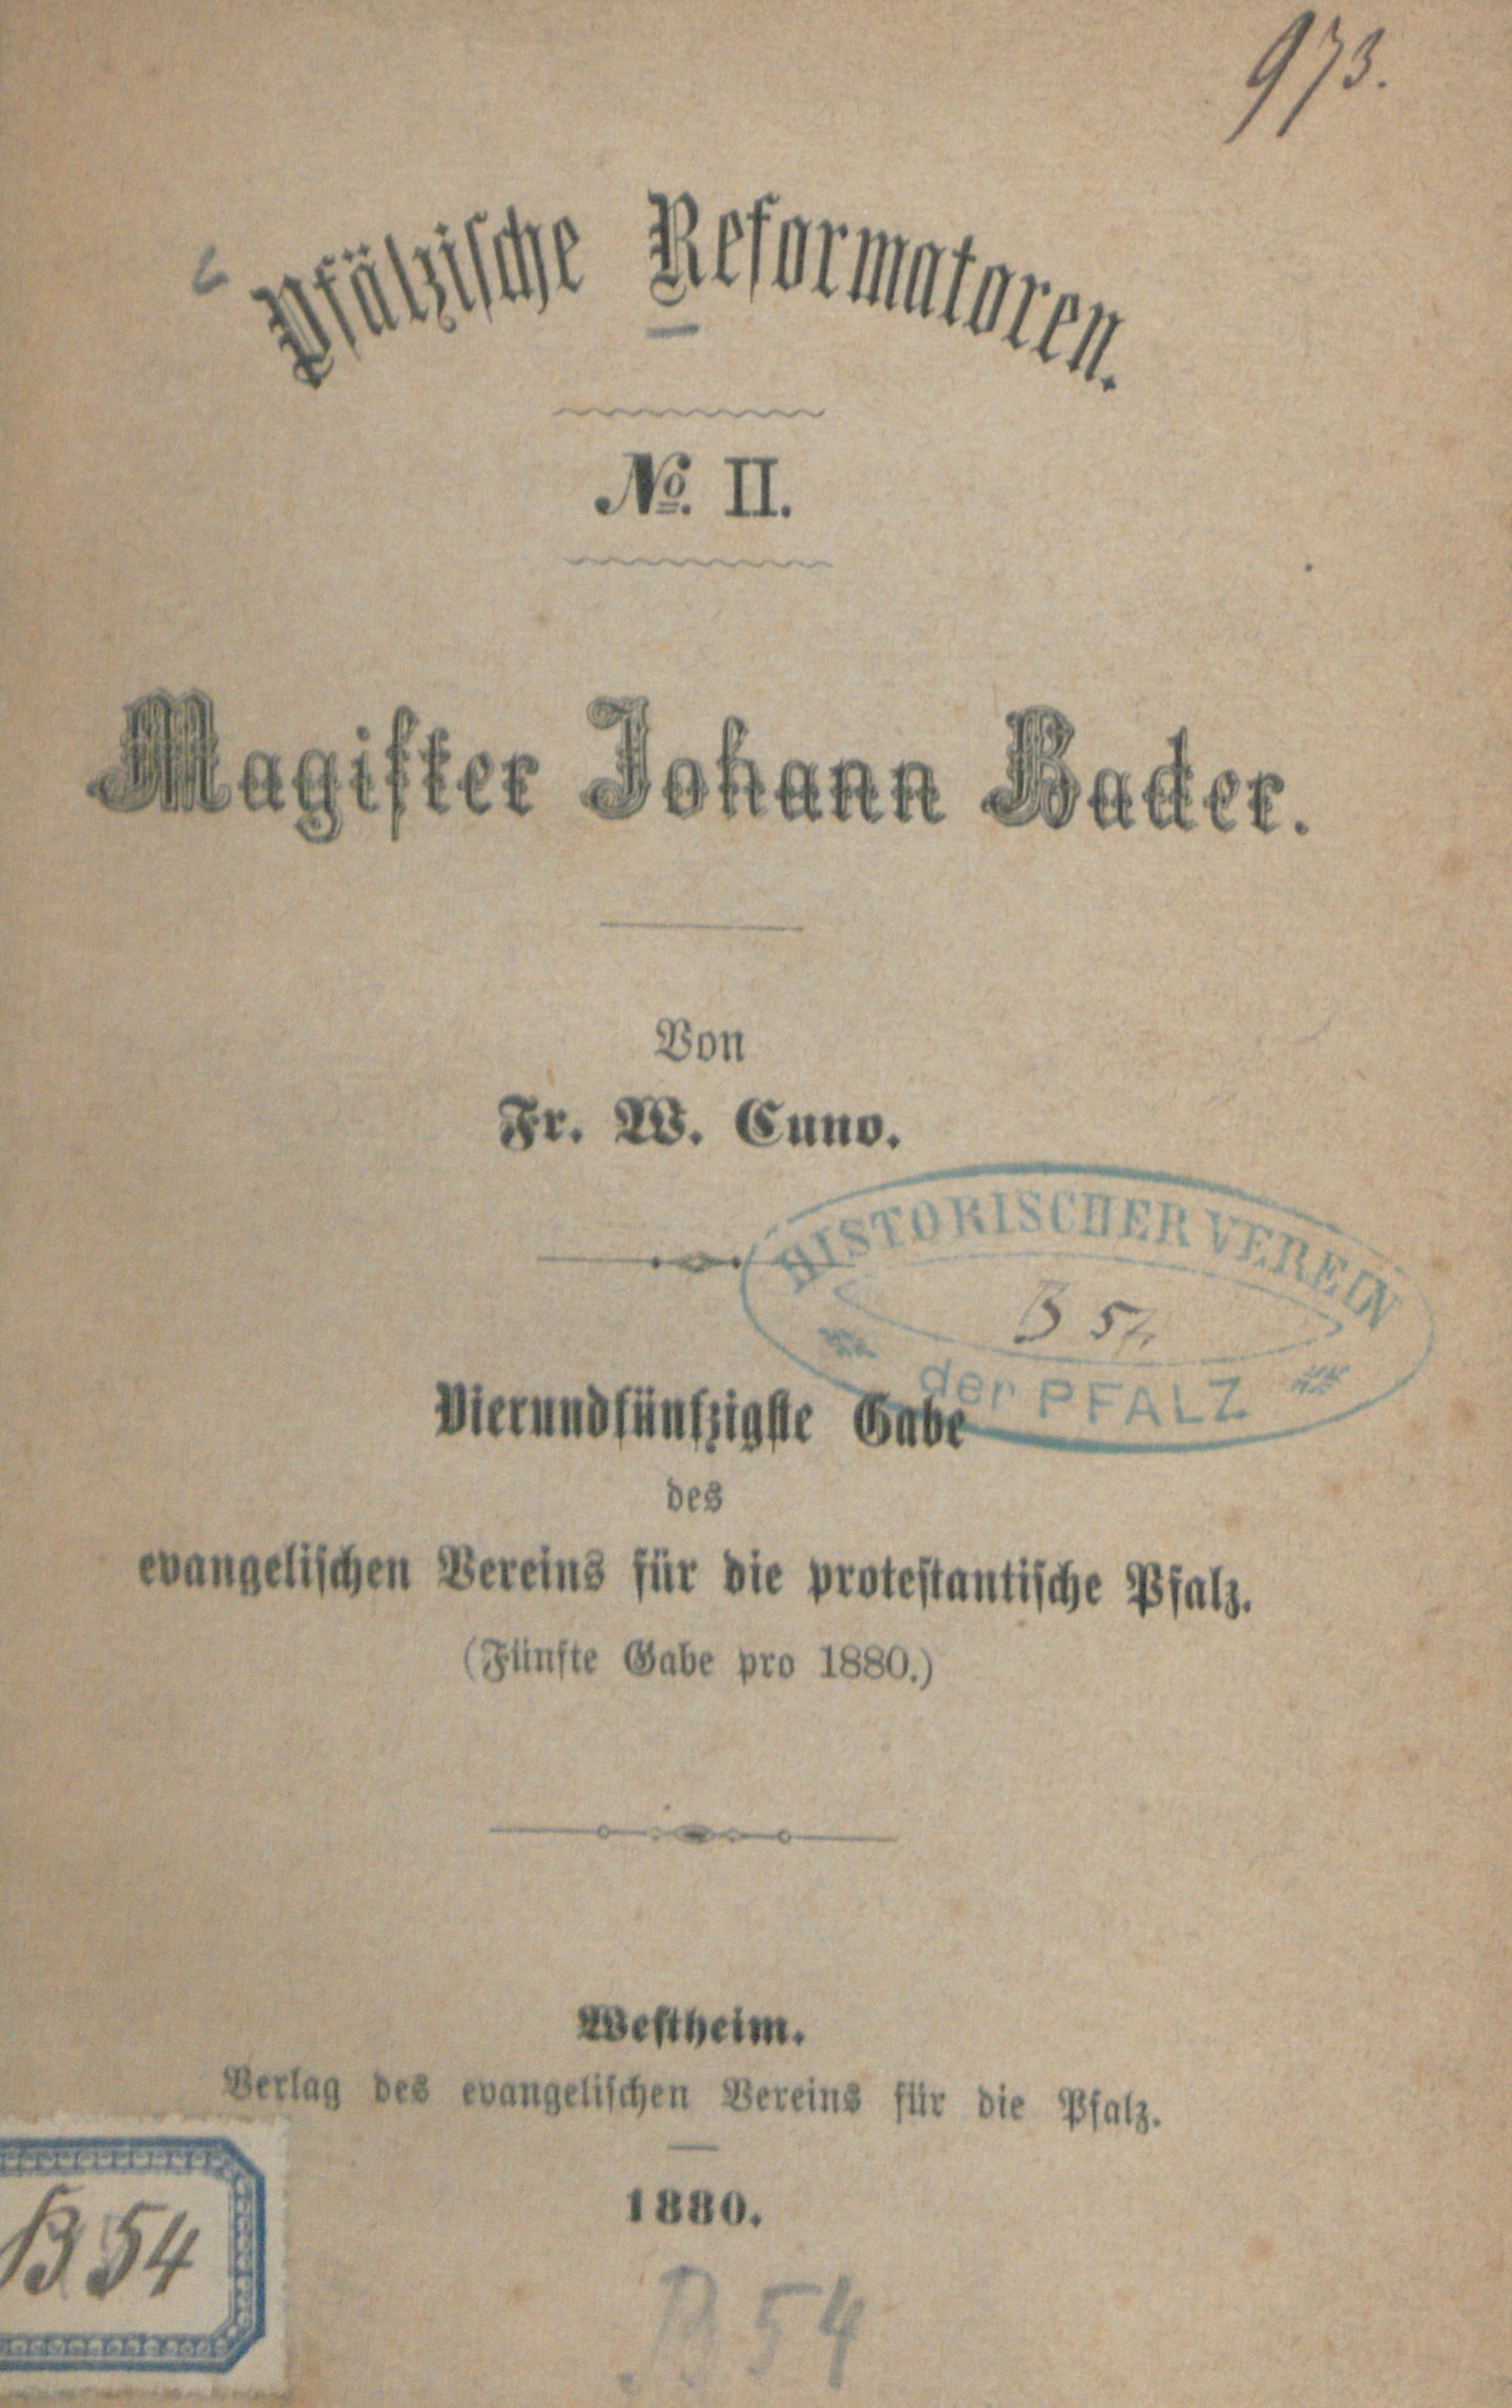 973.
Pfälzische Reformatoren.
No. II.
Magister Johann Bader.
Von
Fr. W. Cuno.
HISTORISCHER VEREIN
B 54
der PFALZ
Vierundfünfzigste Gabe
des
evangelischen Vereins für die protestantische Pfalz.
(Fünfte Gabe pro 1880.)
Westheim.
Verlag des evangelischen Vereins für die Pfalz.
1880.
B 54
B 54